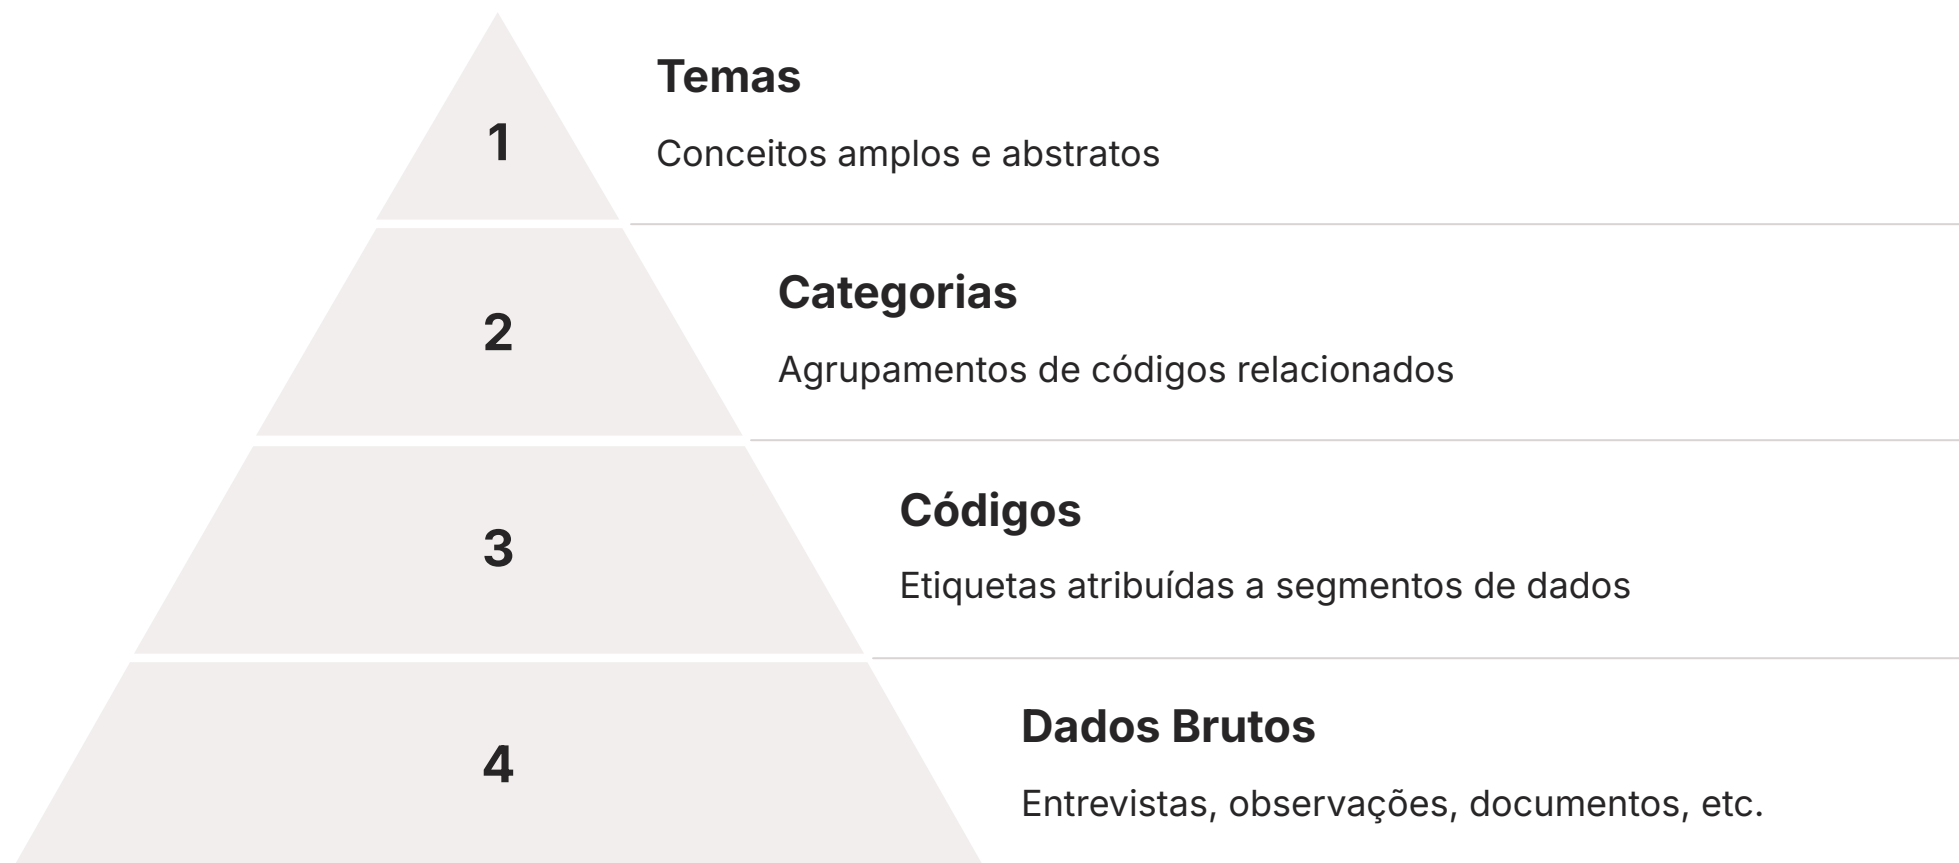 1
Temas
Conceitos amplos e abstratos
2
Categorias
Agrupamentos de códigos relacionados
3
Códigos
Etiquetas atribuídas a segmentos de dados
4
Dados Brutos
Entrevistas, observações, documentos, etc.